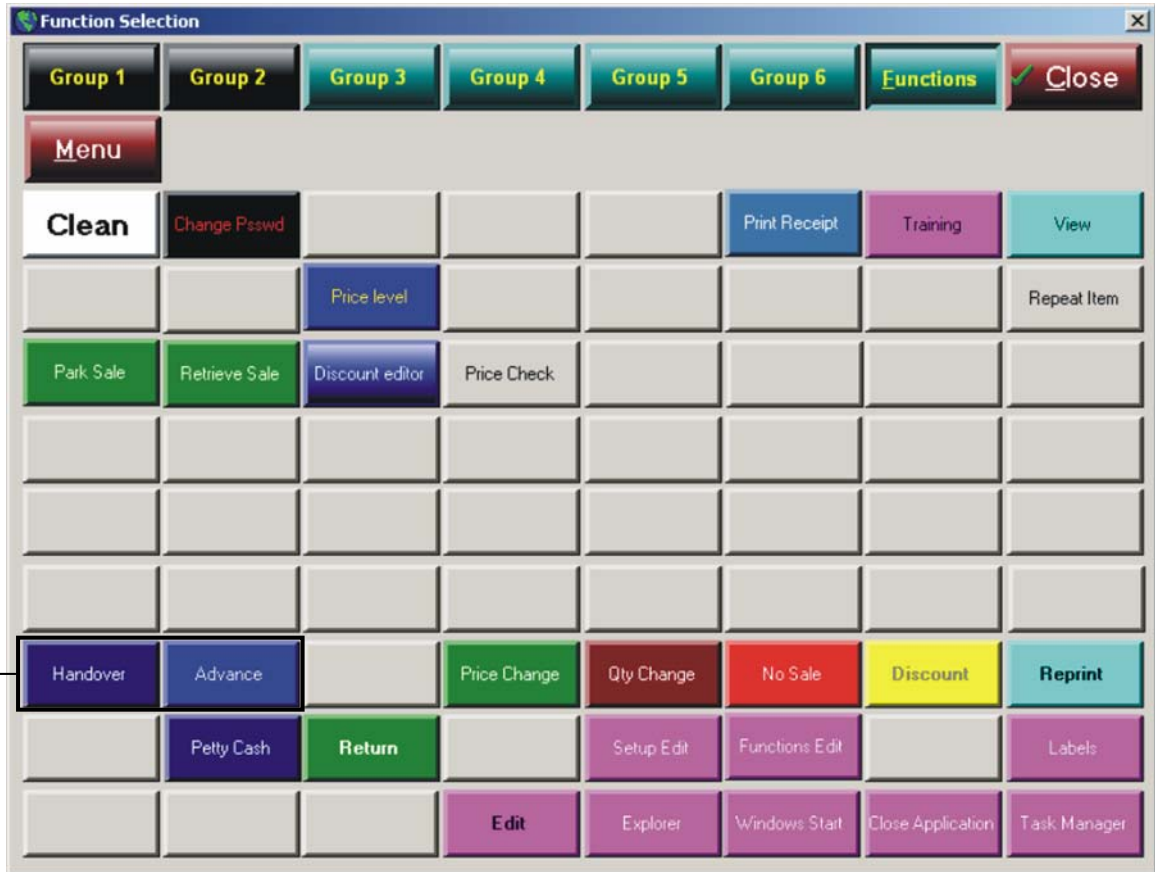 Function Selection
Group 1 Group 2 Group 3 Group 4 Group 5 Group 6 Functions Close
Menu
Clean Change Psswd Print Receipt Training View
Price level Repeat Item
Park Sale Retrieve Sale Discount editor Price Check
Handover Advance Price Change Qty Change No Sale Discount Reprint
Petty Cash Return Setup Edit Functions Edit Labels
Edit Explorer Windows Start Close Application Task Manager